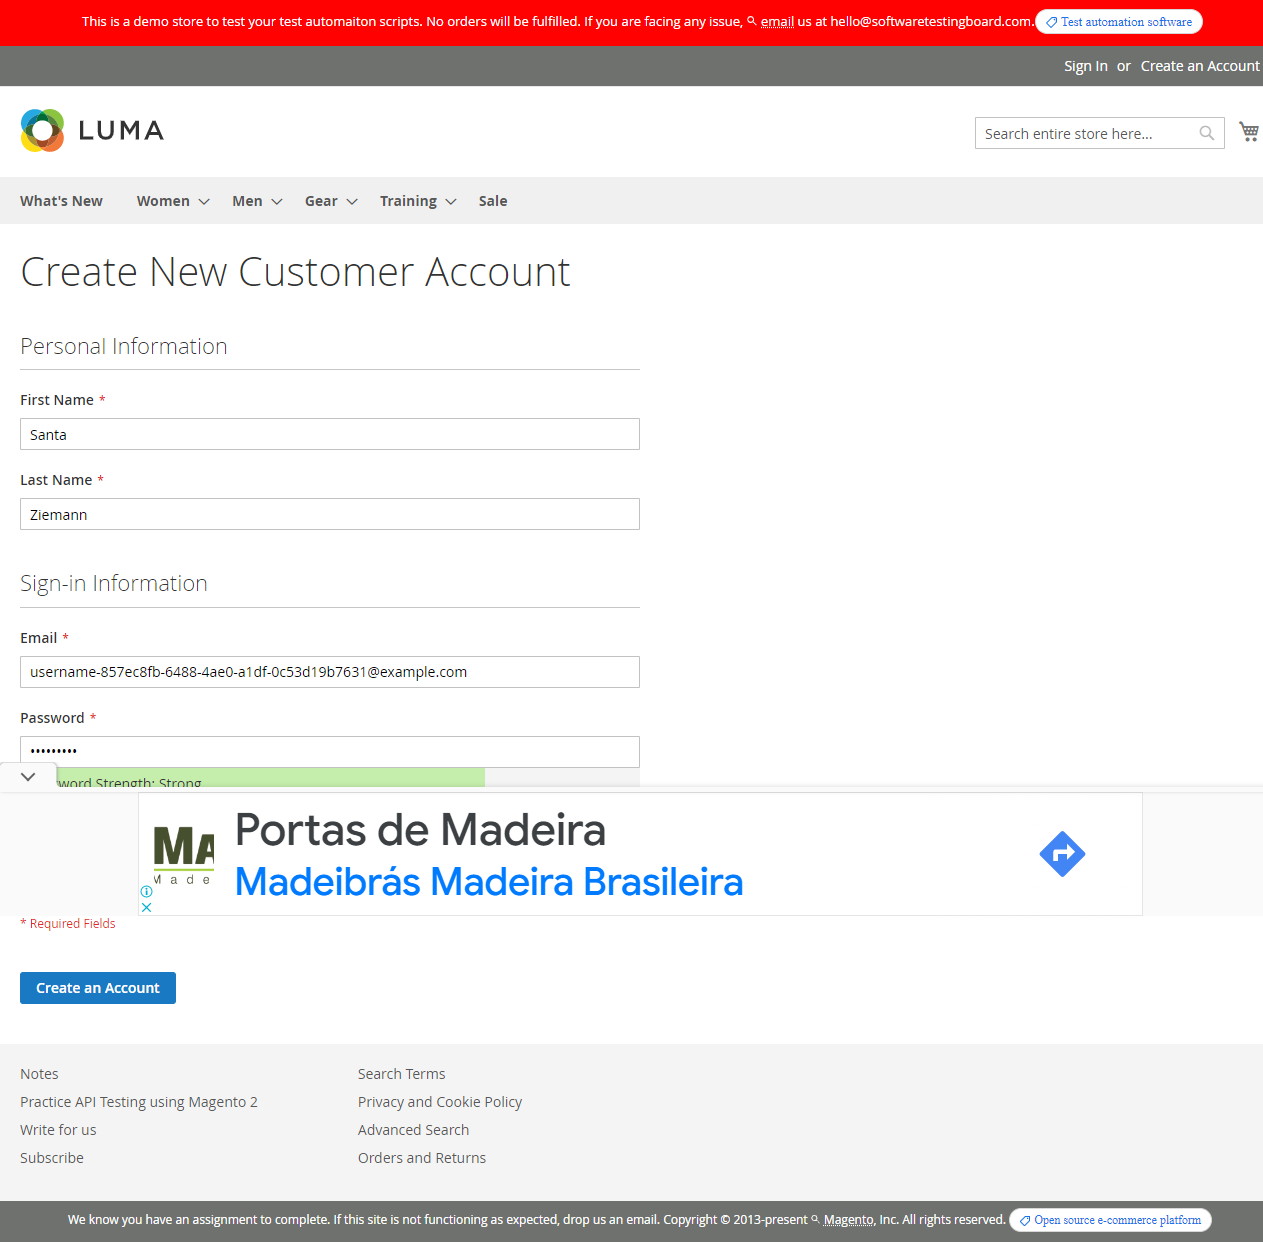 This is a demo store to test your test automaiton scripts. No orders will be fulfilled. If you are facing any issue, email us at hello@softwaretestingboard.com. Test automation software
Sign In or Create an Account
LUMA
Search entire store here...
What's New Women Men Gear Training Sale
Create New Customer Account
Personal Information
First Name *
Santa
Last Name *
Ziemann
Sign-in Information
Email *
username-857ec8fb-6488-4ae0-a1df-0c53d19b7631@example.com
Password *
•••••••••
word Strength: Strong
Portas de Madeira
MA
Made
Madeibrás Madeira Brasileira
* Required Fields
Create an Account
Notes
Practice API Testing using Magento 2
Write for us
Subscribe
Search Terms
Privacy and Cookie Policy
Advanced Search
Orders and Returns
We know you have an assignment to complete. If this site is not functioning as expected, drop us an email. Copyright © 2013-present Magento, Inc. All rights reserved. Open source e-commerce platform